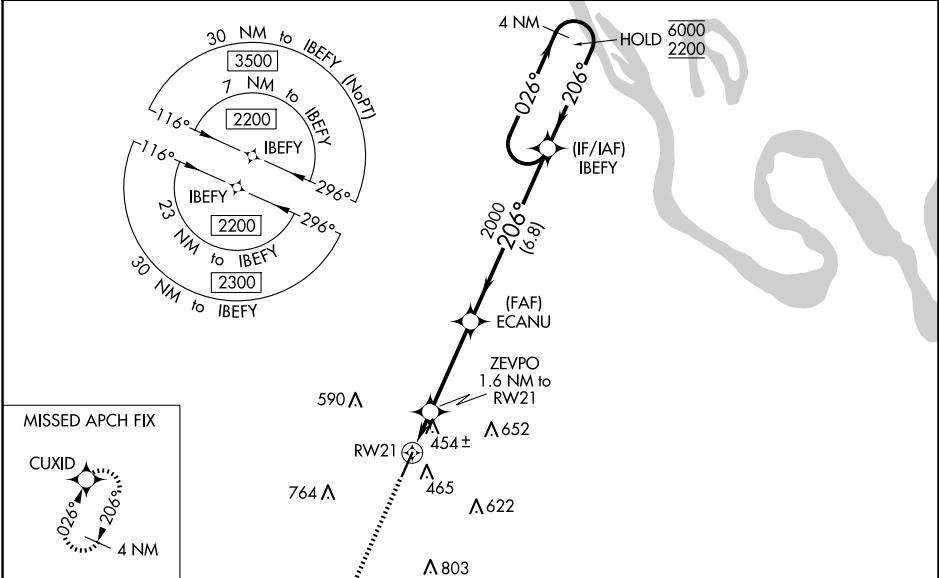 30 NM to IBEFY (NoPT)
3500
7 NM to IBEFY
2200
116°
IBEFY
296°
116°
IBEFY
296°
2200
23 NM to IBEFY
2300
30 NM to IBEFY
4 NM
HOLD 6000
2200
026°
206°
(IF/IAF)
IBEFY
2000
206°
(6.8)
(FAF)
ECANU
ZEVPO
1.6 NM to
RW21
590
454 ±
652
RW21
465
764
622
803
MISSED APCH FIX
CUXID
026°
206°
4 NM